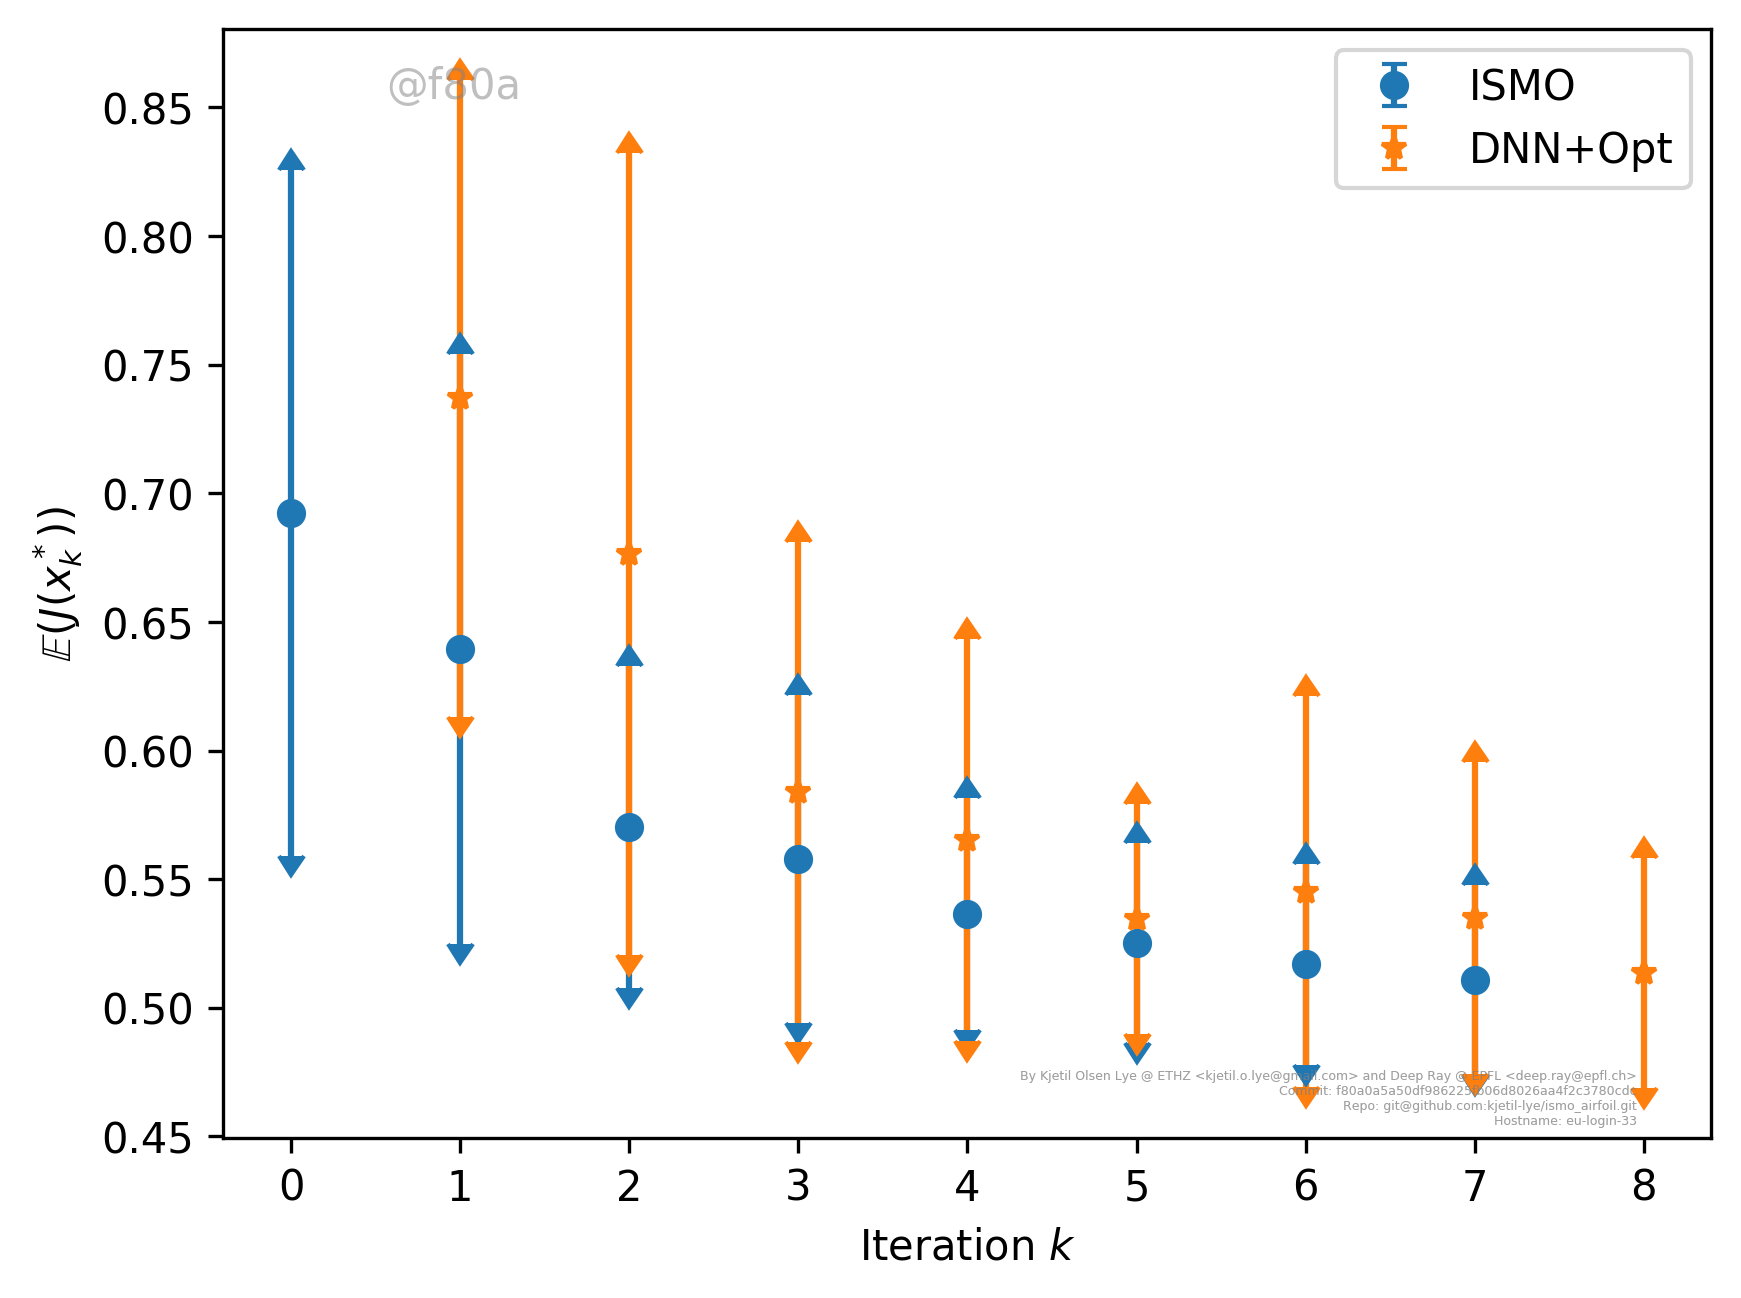 @f80a
ISMO
DNN+Opt
0.85
0.80
0.75
0.70
0.65
0.60
0.55
0.50
0.45
𝔼(J(x*k))
0 1 2 3 4 5 6 7 8
Iteration k
By Kjetil Olsen Lye @ ETHZ <kjetil.o.lye@gmail.com> and Deep Ray @ EPFL <deep.ray@epfl.ch>
Commit:
Repo: git@github.com:kjetil-lye/ismo_airfoil.git
Hostname: eu-login-33